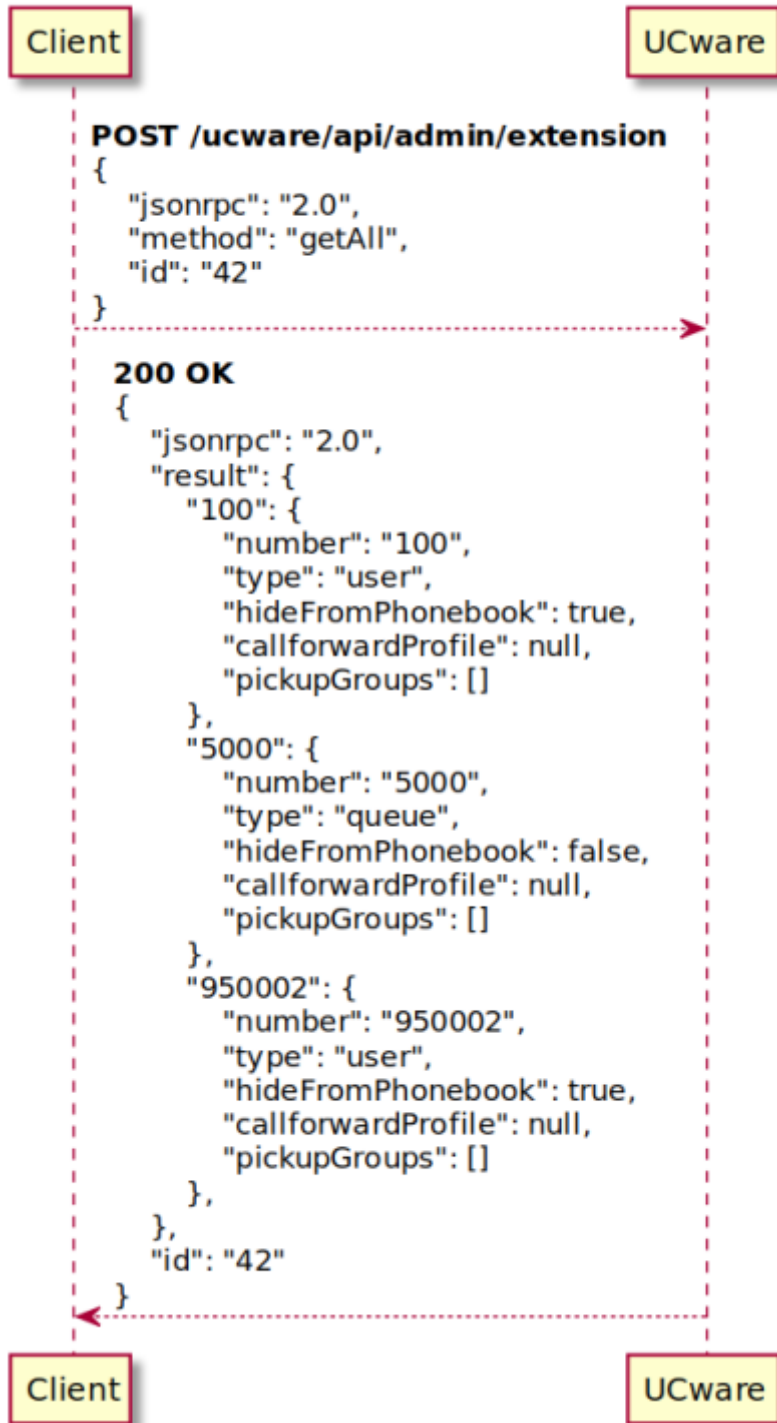 Client UCware
POST /ucware/api/admin/extension
{
"jsonrpc": "2.0",
"method": "getAll",
"id": "42"
}
200 OK
{
"jsonrpc": "2.0",
"result": {
"100": {
"number": "100",
"type": "user",
"hideFromPhonebook": true,
"callforwardProfile": null,
"pickupGroups": []
},
"5000": {
"number": "5000",
"type": "queue",
"hideFromPhonebook": false,
"callforwardProfile": null,
"pickupGroups": []
},
"950002": {
"number": "950002",
"type": "user",
"hideFromPhonebook": true,
"callforwardProfile": null,
"pickupGroups": []
},
},
"id": "42"
}
Client UCware